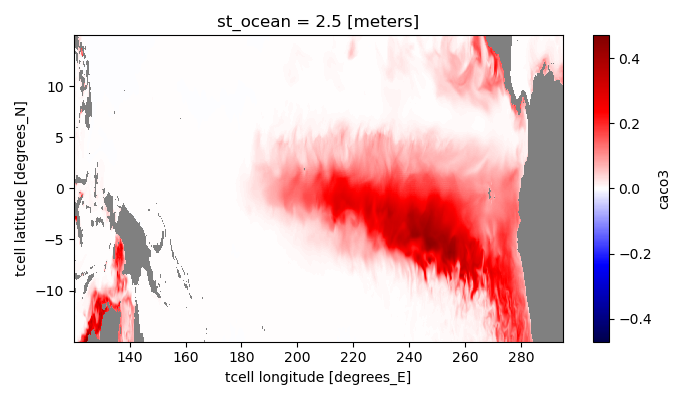 st_ocean = 2.5 [meters]
10
5
0
−5
−10
tcell latitude [degrees_N]
140 160 180 200 220 240 260 280
tcell longitude [degrees_E]
0.4
0.2
0.0
−0.2
−0.4
caco3